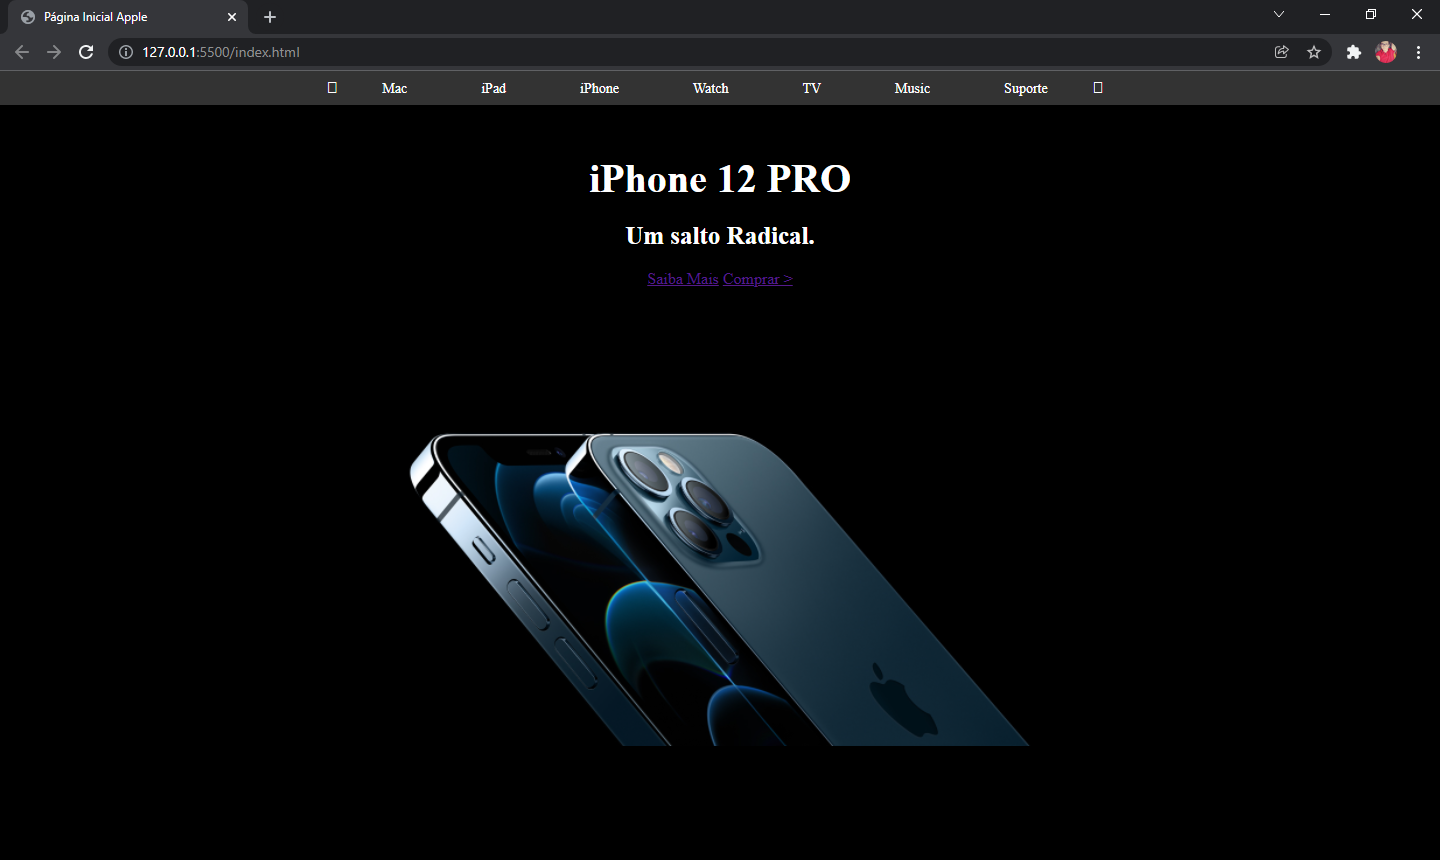 Página Inicial Apple
127.0.0.1:5500/index.html
Mac iPad iPhone Watch TV Music Suporte
iPhone 12 PRO
Um salto Radical.
Saiba Mais Comprar >